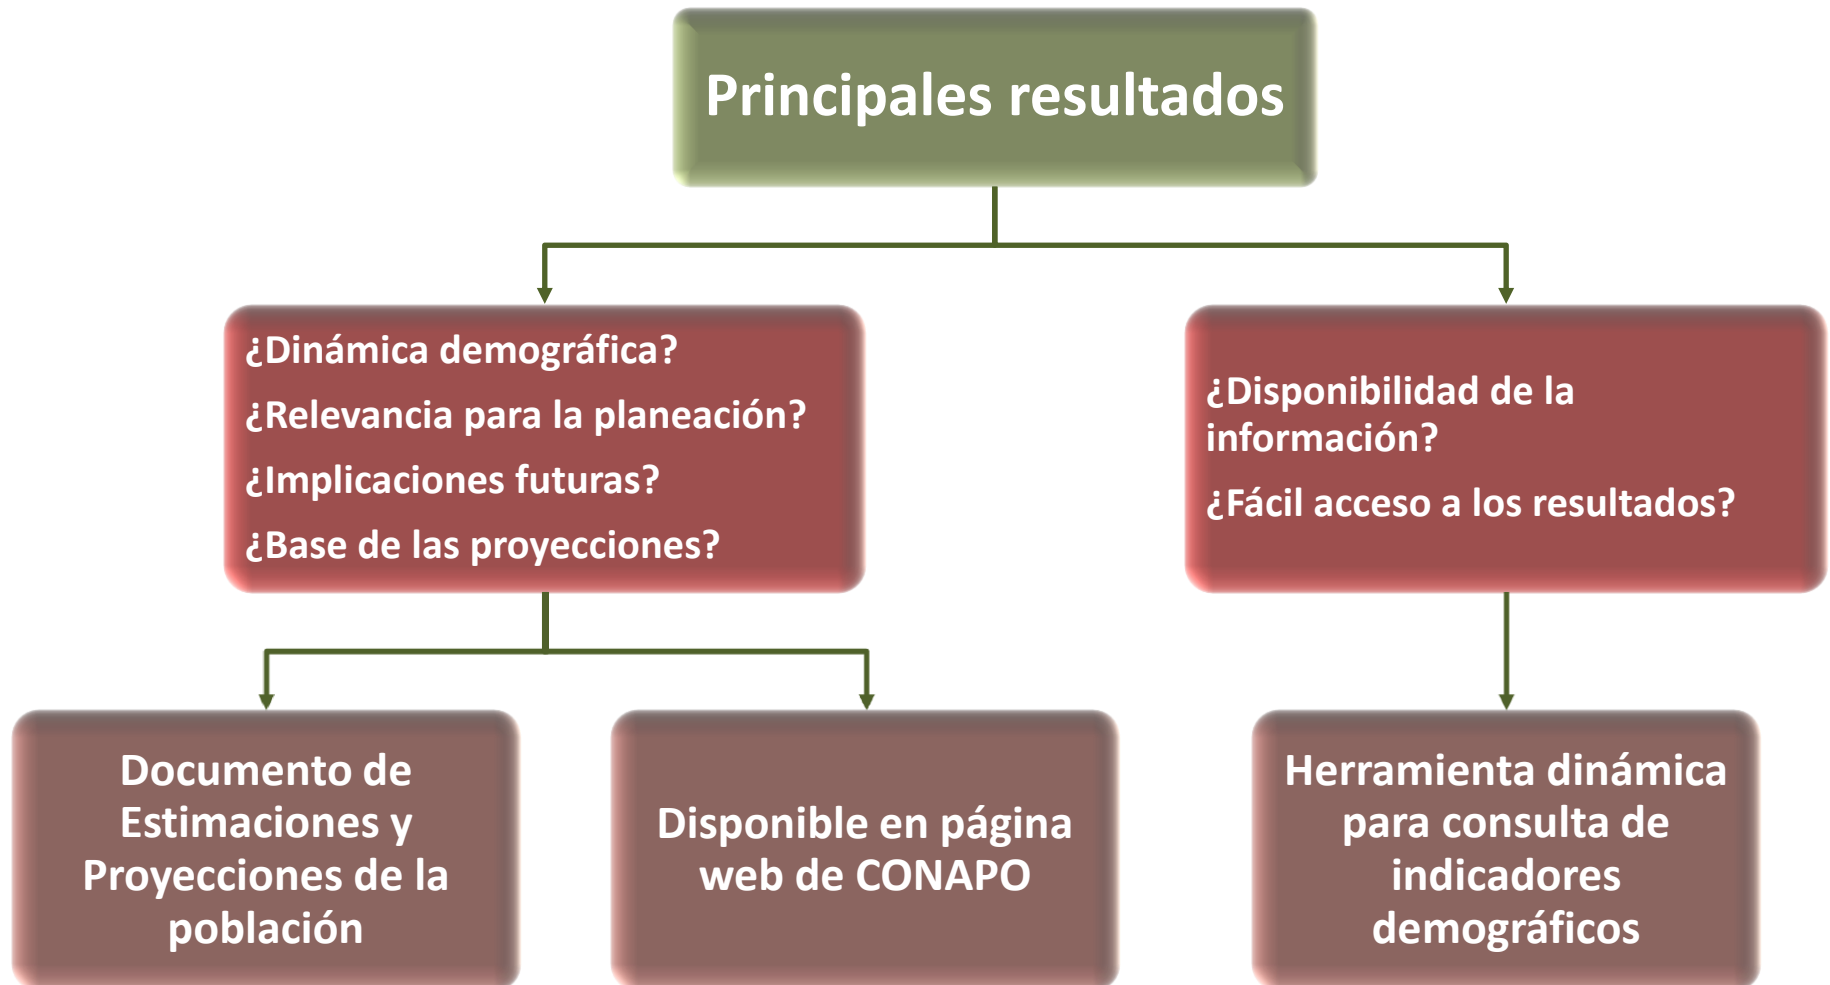 Principales resultados
¿Dinámica demográfica?
¿Relevancia para la planeación?
¿Implicaciones futuras?
¿Base de las proyecciones?
¿Disponibilidad de la
información?
¿Fácil acceso a los resultados?
Documento de
Estimaciones y
Proyecciones de la
población
Disponible en página
web de CONAPO
Herramienta dinámica
para consulta de
indicadores
demográficos